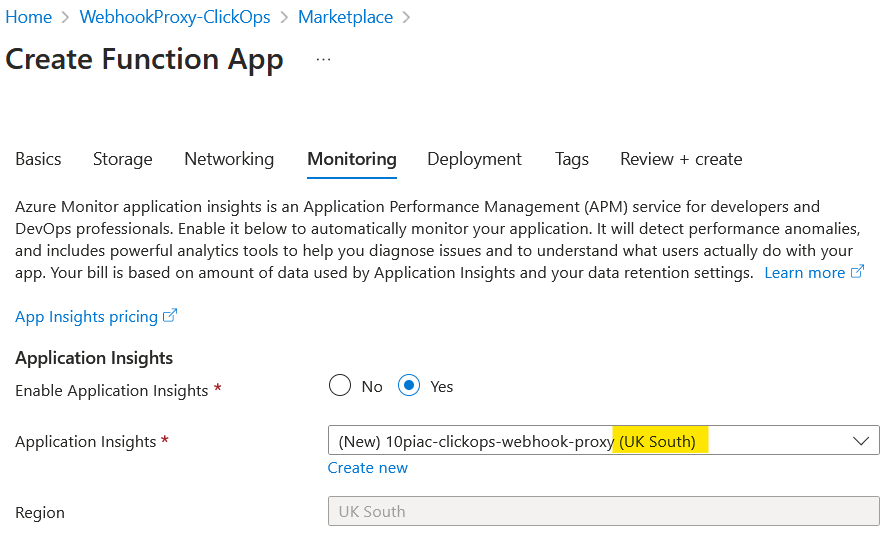 Home > WebhookProxy-ClickOps > Marketplace >
Create Function App ...
Basics Storage Networking Monitoring Deployment Tags Review + create
Azure Monitor application insights is an Application Performance Management (APM) service for developers and
DevOps professionals. Enable it below to automatically monitor your application. It will detect performance anomalies,
and includes powerful analytics tools to help you diagnose issues and to understand what users actually do with your
app. Your bill is based on amount of data used by Application Insights and your data retention settings. Learn more
App Insights pricing
Application Insights
Enable Application Insights * No Yes
Application Insights * (New) 10piac-clickops-webhook-proxy (UK South)
Create new
Region UK South